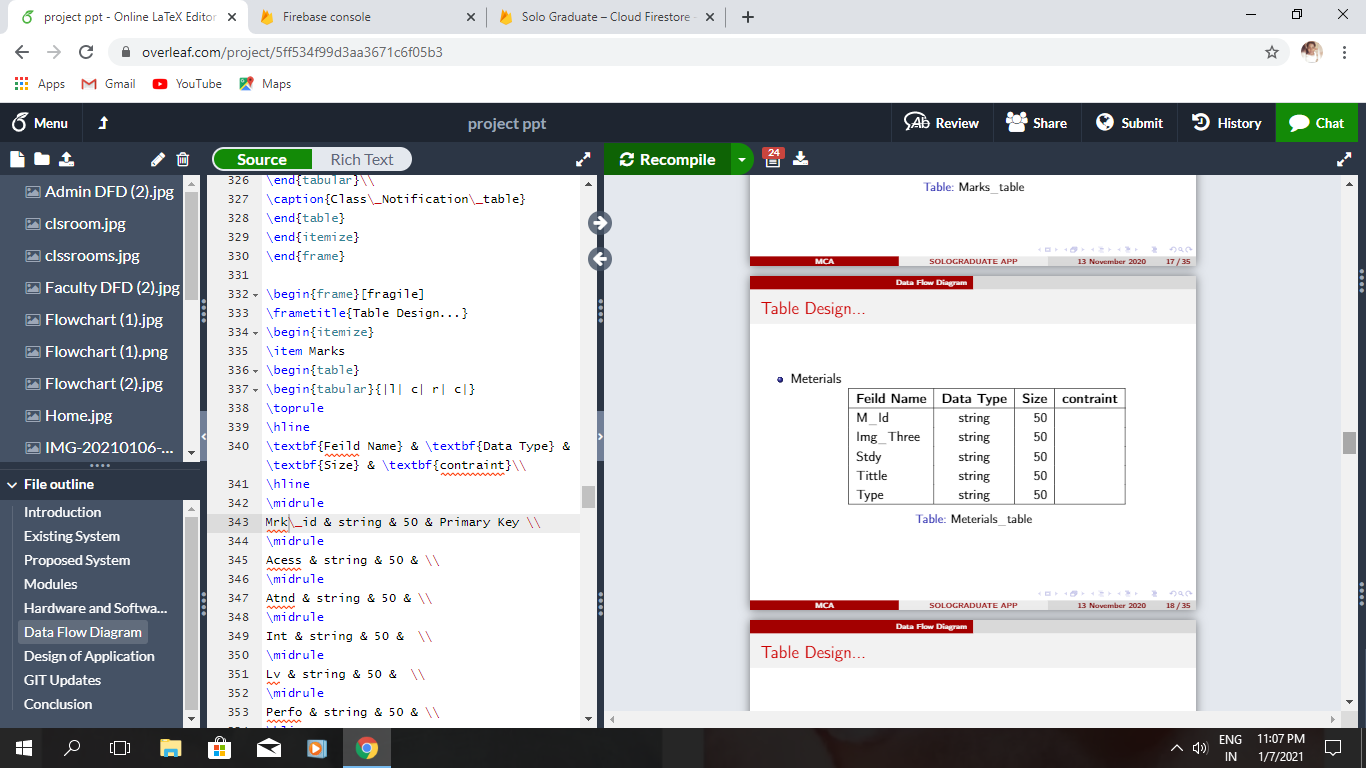 project ppt - Online LaTeX Editor
Firebase console
Solo Graduate – Cloud Firestore
overleaf.com/project/5ff534f99d3aa3671c6f05b3
Apps
Gmail
YouTube
Maps
Menu
project ppt
Review
Share
Submit
History
Chat
Source
Rich Text
Recompile
24
Admin DFD (2).jpg
clsroom.jpg
clssrooms.jpg
Faculty DFD (2).jpg
Flowchart (1).jpg
Flowchart (1).png
Flowchart (2).jpg
Home.jpg
IMG-20210106-...
File outline
Introduction
Existing System
Proposed System
Modules
Hardware and Softwa...
Data Flow Diagram
Design of Application
GIT Updates
Conclusion
326 \end{tabular}\\
327 \caption{Class\_Notification\_table}
328 \end{table}
329 \end{itemize}
330 \end{frame}
331
332 \begin{frame}[fragile]
333 \frametitle{Table Design...}
334 \begin{itemize}
335 \item Marks
336 \begin{table}
337 \begin{tabular}{|l| c| r| c|}
338 \toprule
339 \hline
340 \textbf{Feild Name} & \textbf{Data Type} &
\textbf{Size} & \textbf{contraint}\\
341 \hline
342 \midrule
343 Mrk\_id & string & 50 & Primary Key \\
344 \midrule
345 Acess & string & 50 & \\
346 \midrule
347 Atnd & string & 50 & \\
348 \midrule
349 Int & string & 50 &  \\
350 \midrule
351 Lv & string & 50 &  \\
352 \midrule
353 Perfo & string & 50 & \\
Table: Marks_table
MCA SOLOGRADUATE APP 13 November 2020 17 / 35
Data Flow Diagram
Table Design...
Meterials
Feild Name Data Type Size contraint
M_Id string 50
Img_Three string 50
Stdy string 50
Tittle string 50
Type string 50
Table: Meterials_table
MCA SOLOGRADUATE APP 13 November 2020 18 / 35
Data Flow Diagram
Table Design...
ENG
IN
11:07 PM
1/7/2021